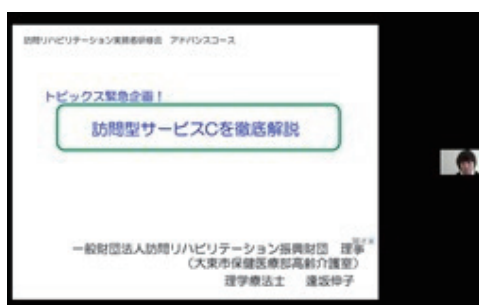 訪問リハビリテーション実務者研修会 アドバンスコース
トピックス緊急企画！
訪問型サービスCを徹底解説
一般財団法人訪問リハビリテーション振興財団 理事
（大東市保健医療部高齢介護室）
理学療法士 逢坂伸子